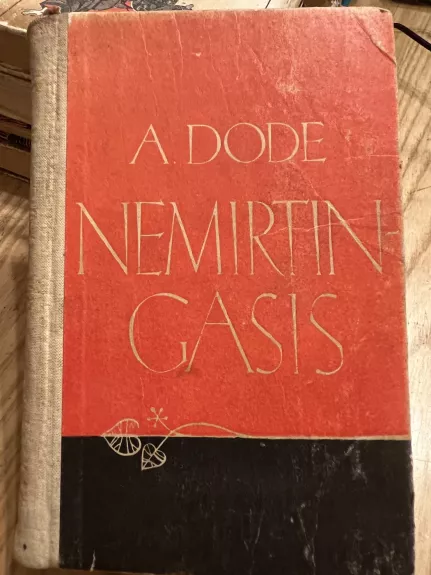 A. DODE
NEMIRTIN-
GASIS